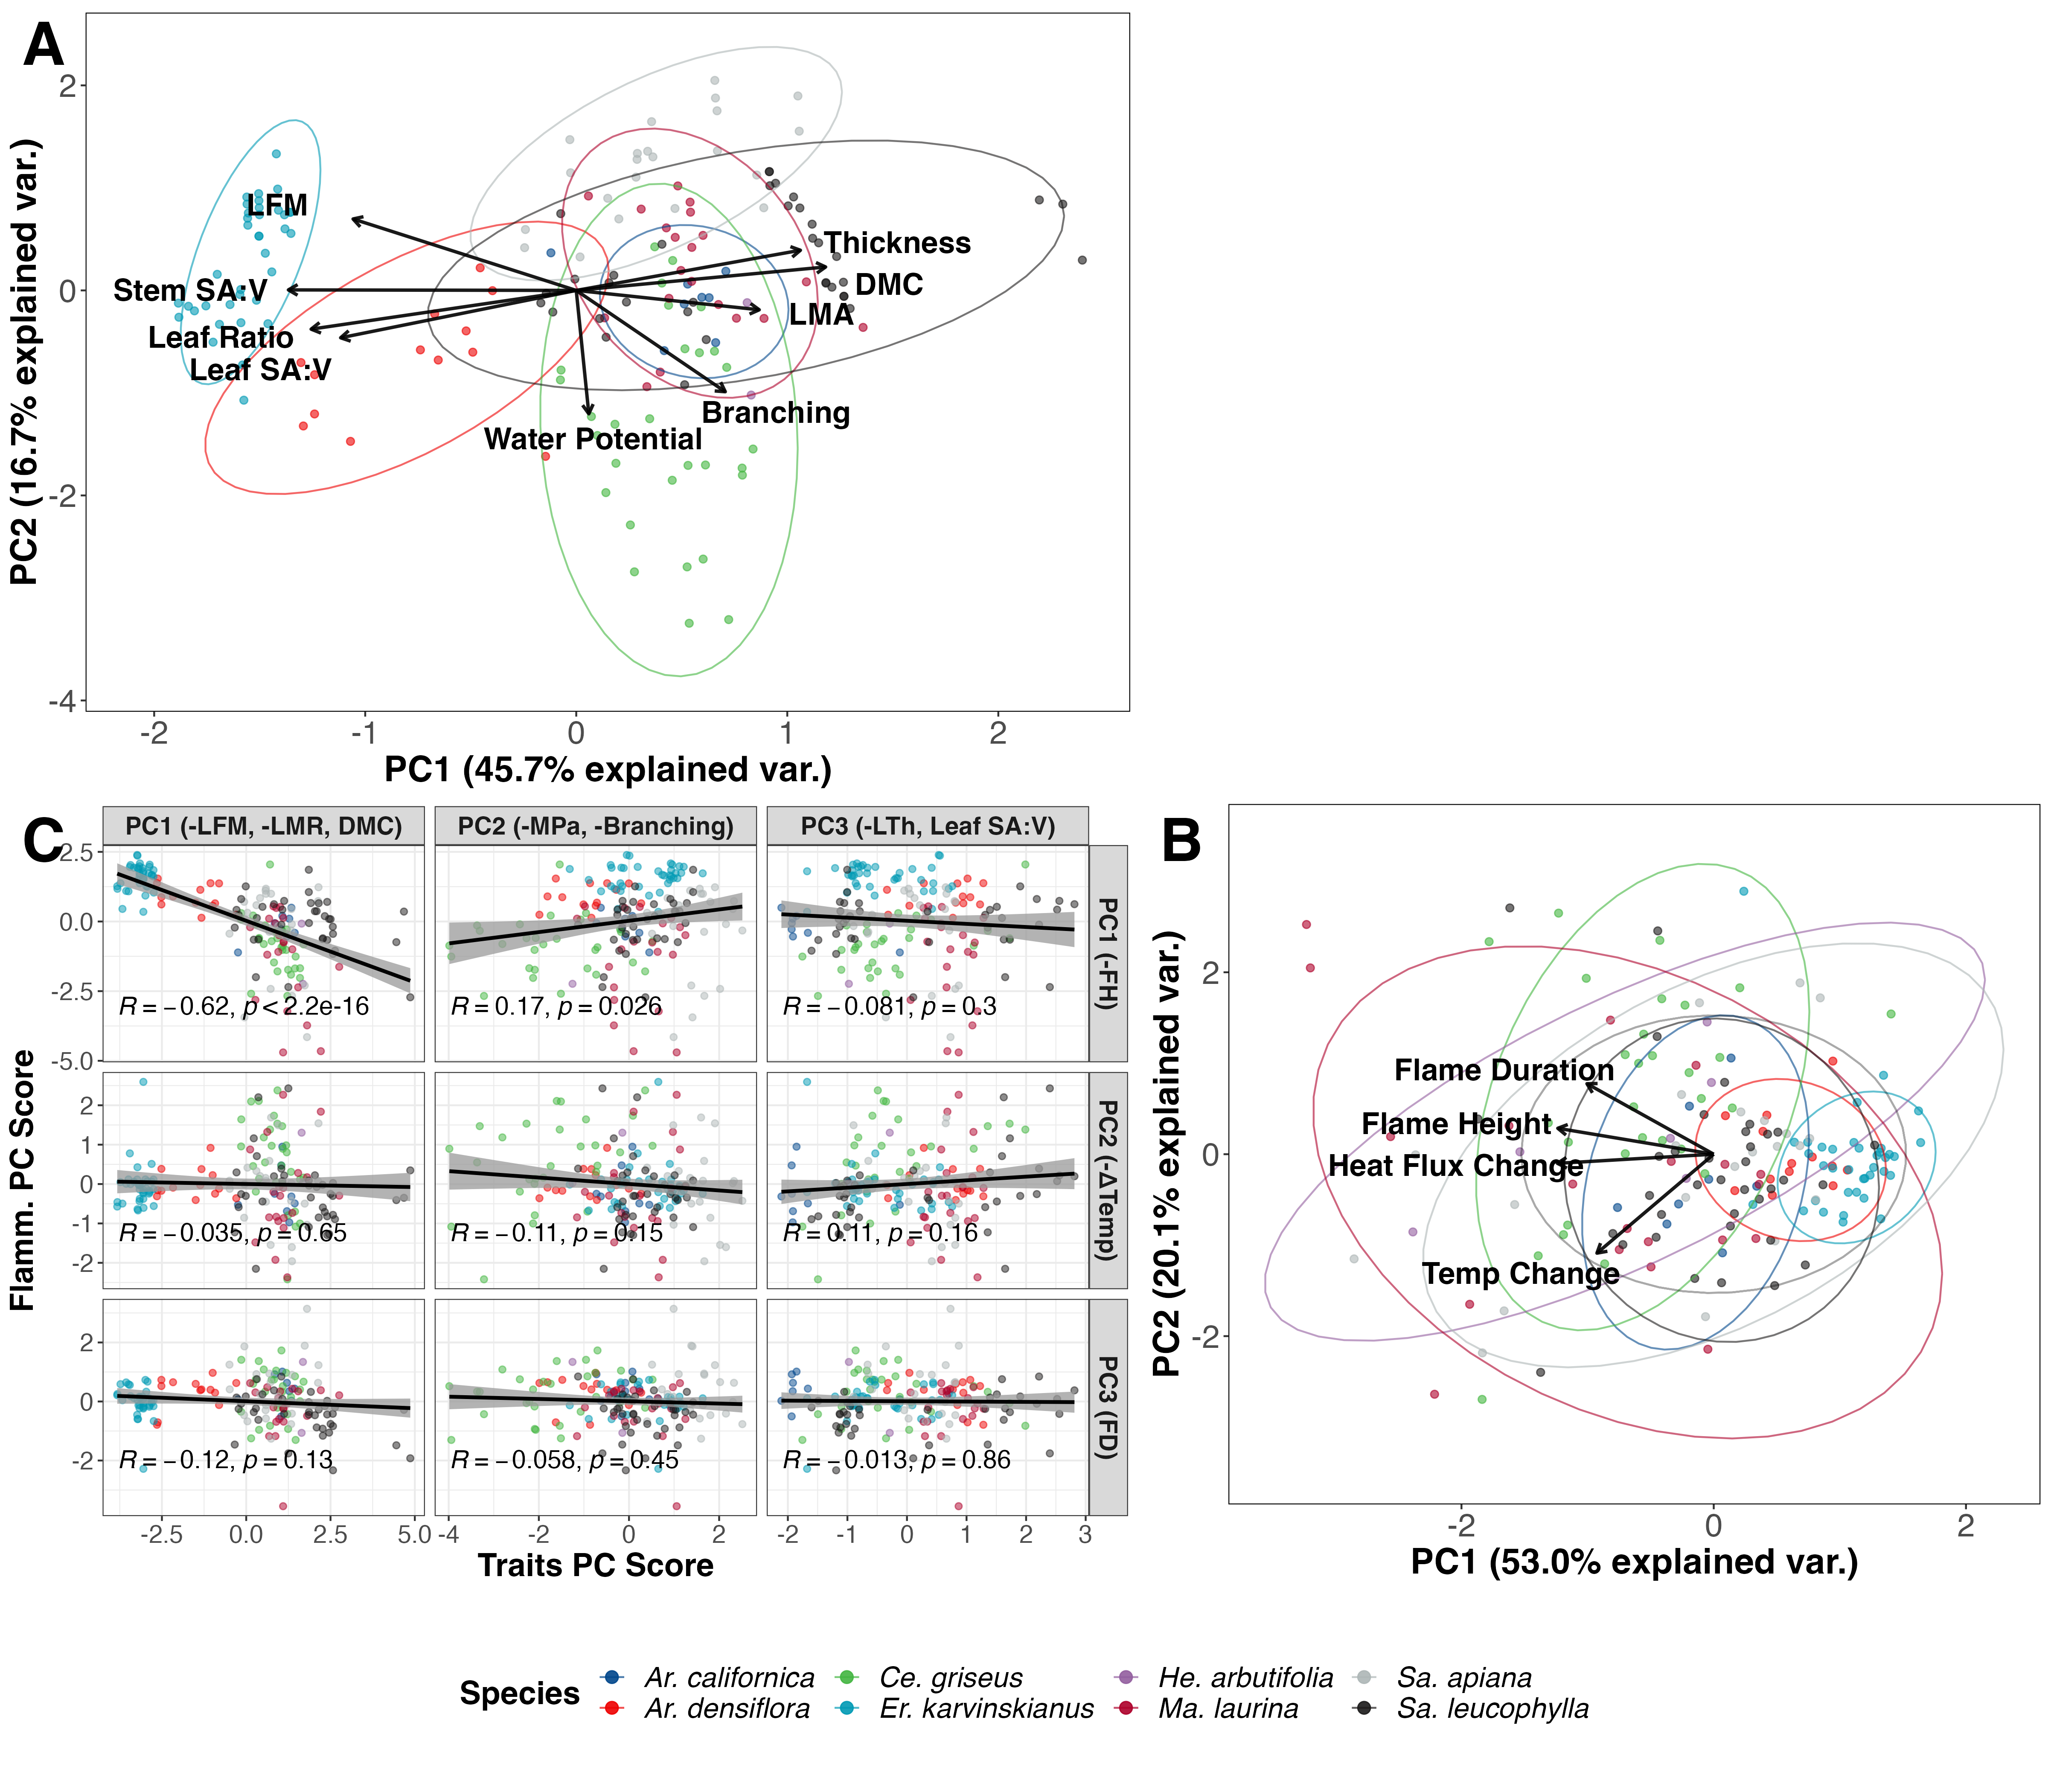 A
2
0
-2
-4
PC2 (16.7% explained var.)
LFM
Stem SA:V
Leaf Ratio
Leaf SA:V
Thickness
DMC
LMA
Branching
Water Potential
-2 -1 0 1 2
PC1 (45.7% explained var.)
C
PC1 (-LFM, -LMR, DMC) PC2 (-MPa, -Branching) PC3 (-LTh, Leaf SA:V)
2.5
0.0
-2.5
-5.0
R = −0.62, p < 2.2e-16 R = 0.17, p = 0.026 R = −0.081, p = 0.3
PC1 (-FH)
2
1
0
-1
-2
R = −0.035, p = 0.65 R = −0.11, p = 0.15 R = 0.11, p = 0.16
PC2 (-ΔTemp)
2
0
-2
R = −0.12, p = 0.13 R = −0.058, p = 0.45 R = −0.013, p = 0.86
PC3 (FD)
Flamm. PC Score
-2.5 0.0 2.5 5.0 -4 -2 0 2 -2 -1 0 1 2 3
Traits PC Score
B
2
0
-2
PC2 (20.1% explained var.)
Flame Duration
Flame Height
Heat Flux Change
Temp Change
-2 0 2
PC1 (53.0% explained var.)
Species
Ar. californica Ce. griseus He. arbutifolia Sa. apiana
Ar. densiflora Er. karvinskianus Ma. laurina Sa. leucophylla